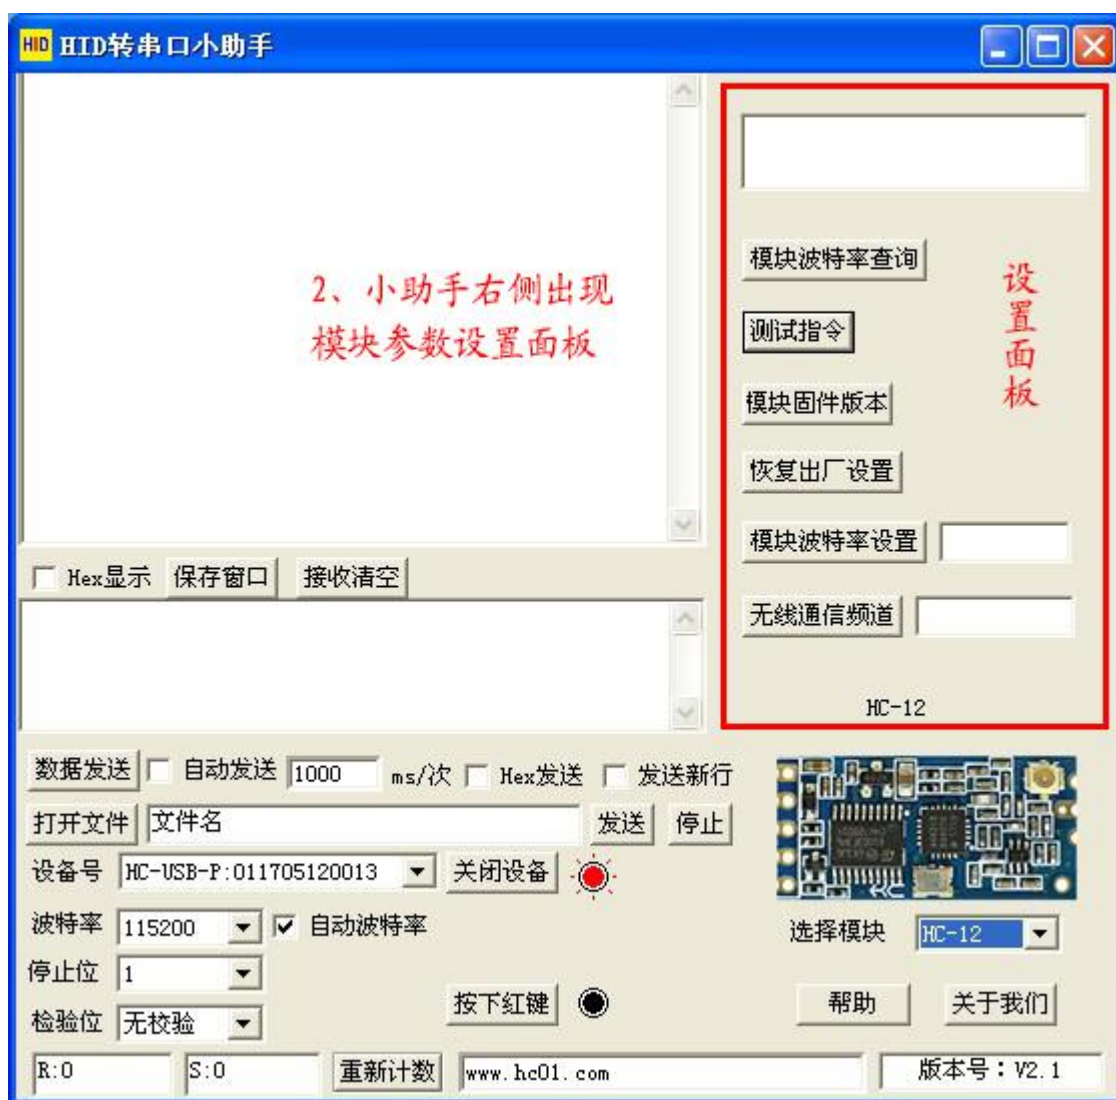 HID HID转串口小助手
2、小助手右侧出现
模块参数设置面板
模块波特率查询
测试指令
模块固件版本
恢复出厂设置
模块波特率设置
无线通信频道
设置面板
HC-12
Hex显示 保存窗口 接收清空
数据发送 自动发送 1000 ms/次 Hex发送 发送新行
打开文件 文件名 发送 停止
设备号 HC-USB-P:011705120013 关闭设备
波特率 115200 自动波特率
选择模块 HC-12
停止位 1
按下红键
帮助 关于我们
检验位 无校验
R:0 S:0 重新计数 www.hc01.com 版本号：V2.1